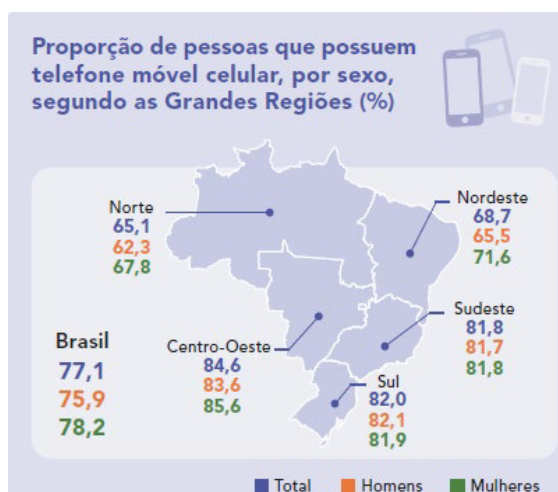 Proporção de pessoas que possuem
telefone móvel celular, por sexo,
segundo as Grandes Regiões (%)
Norte
65,1
62,3
67,8
Nordeste
68,7
65,5
71,6
Brasil
77,1
75,9
78,2
Centro-Oeste
84,6
83,6
85,6
Sudeste
81,8
81,7
81,8
Sul
82,0
82,1
81,9
Total Homens Mulheres